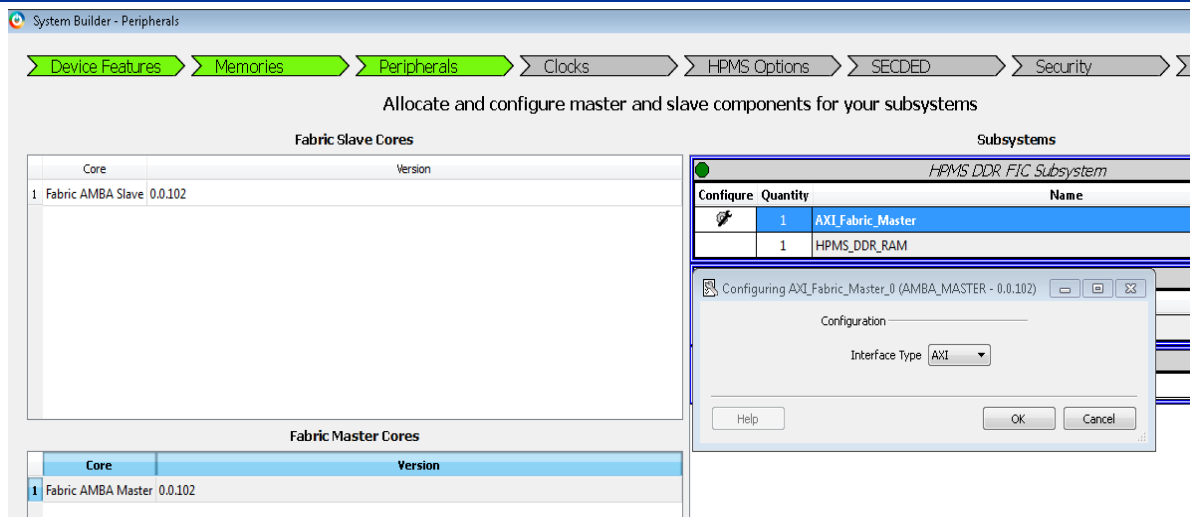 System Builder - Peripherals
Device Features
Memories
Peripherals
Clocks
HPMS Options
SECDED
Security
Allocate and configure master and slave components for your subsystems
Fabric Slave Cores
Core Version
1 Fabric AMBA Slave 0.0.102
Subsystems
HPMS DDR FIC Subsystem
Configure Quantity Name
1 AXI_Fabric_Master
1 HPMS_DDR_RAM
Configuring AXI_Fabric_Master_0 (AMBA_MASTER - 0.0.102)
Configuration
Interface Type AXI
Help OK Cancel
Fabric Master Cores
Core Version
1 Fabric AMBA Master 0.0.102